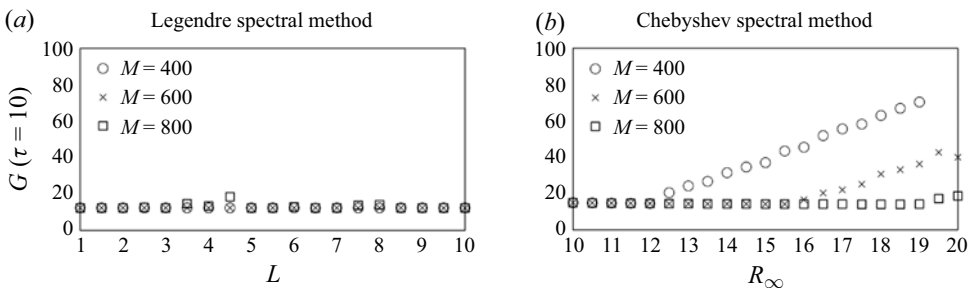 (a) Legendre spectral method
100
80
60
40
20
0
G (τ = 10)
M = 400
M = 600
M = 800
1 2 3 4 5 6 7 8 9 10
L
(b) Chebyshev spectral method
100
80
60
40
20
0
M = 400
M = 600
M = 800
10 11 12 13 14 15 16 17 18 19 20
R∞